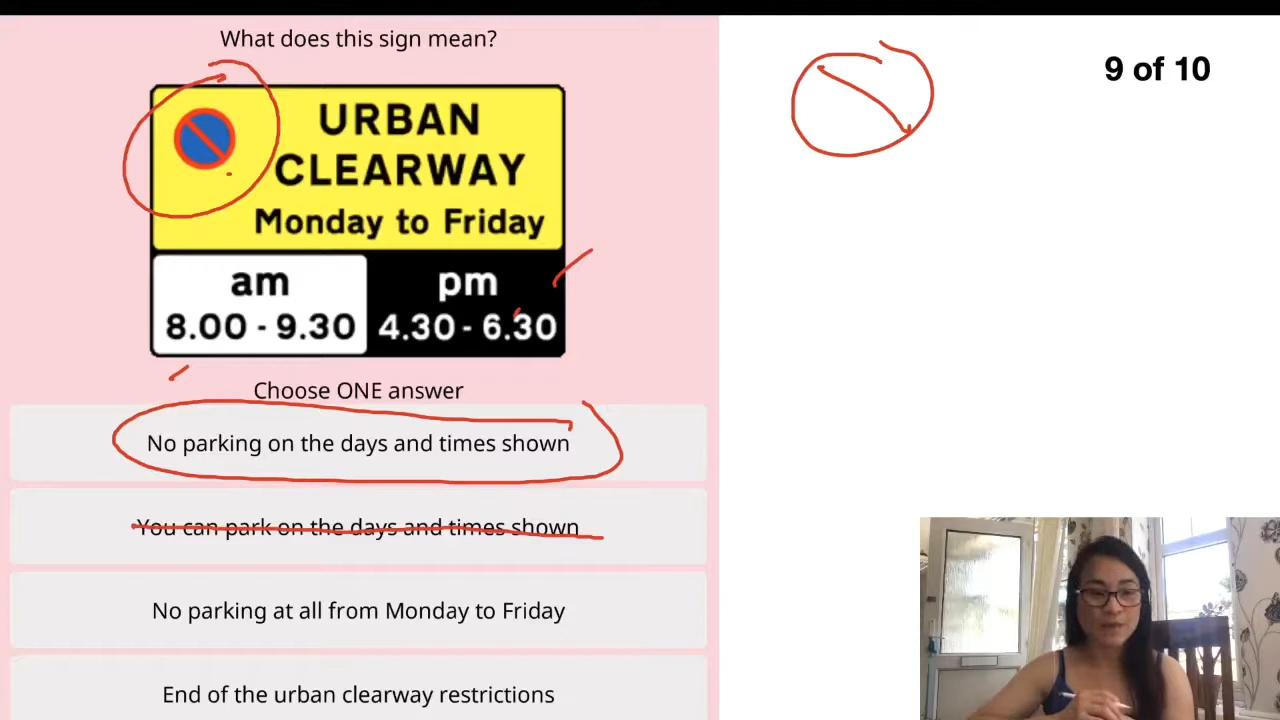 What does this sign mean?
9 of 10
URBAN
CLEARWAY
Monday to Friday
am
8.00 - 9.30
pm
4.30 - 6.30
Choose ONE answer
No parking on the days and times shown
You can park on the days and times shown
No parking at all from Monday to Friday
End of the urban clearway restrictions